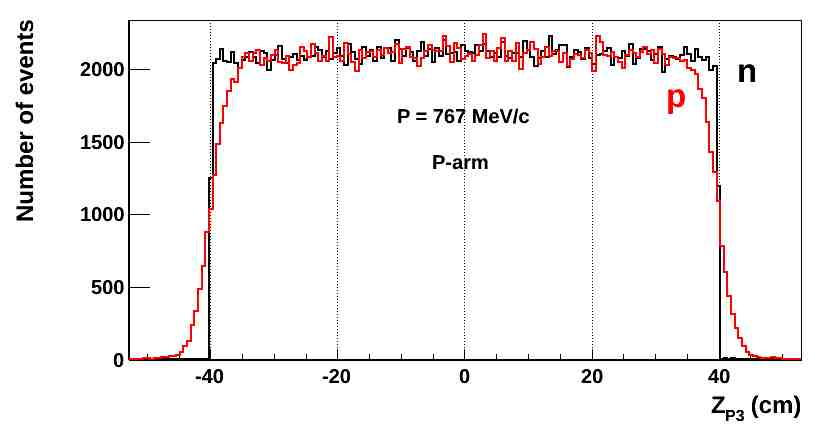 Number of events
2000
1500
1000
500
0
n
p
P = 767 MeV/c
P-arm
-40 -20 0 20 40
Z_P3 (cm)